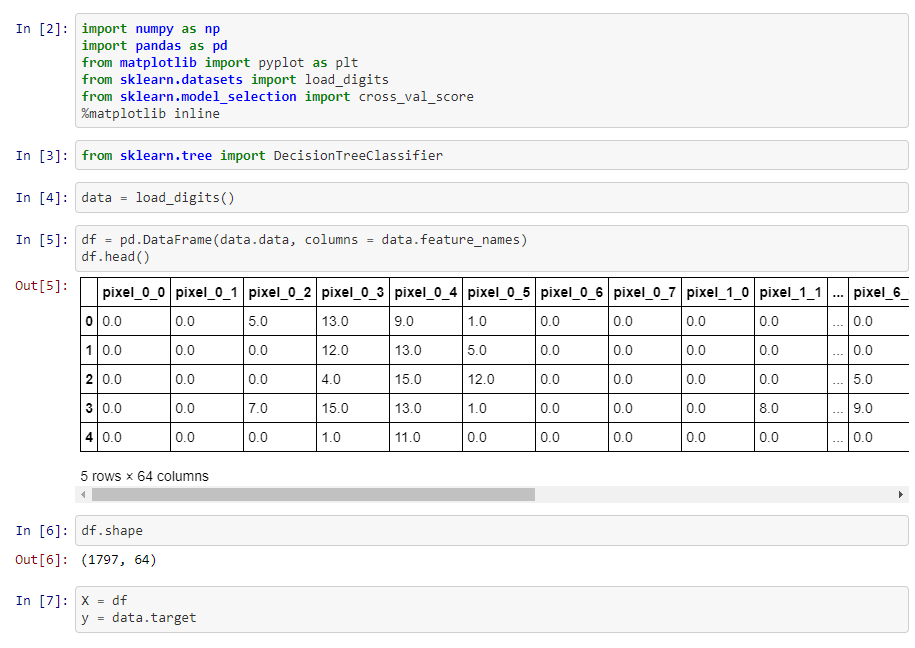 In [2]: import numpy as np
import pandas as pd
from matplotlib import pyplot as plt
from sklearn.datasets import load_digits
from sklearn.model_selection import cross_val_score
%matplotlib inline
In [3]: from sklearn.tree import DecisionTreeClassifier
In [4]: data = load_digits()
In [5]: df = pd.DataFrame(data.data, columns = data.feature_names)
df.head()
Out[5]:
pixel_0_0 pixel_0_1 pixel_0_2 pixel_0_3 pixel_0_4 pixel_0_5 pixel_0_6 pixel_0_7 pixel_1_0 pixel_1_1 ... pixel_6_
0 0.0 0.0 5.0 13.0 9.0 1.0 0.0 0.0 0.0 0.0 ... 0.0
1 0.0 0.0 0.0 12.0 13.0 5.0 0.0 0.0 0.0 0.0 ... 0.0
2 0.0 0.0 0.0 4.0 15.0 12.0 0.0 0.0 0.0 0.0 ... 5.0
3 0.0 0.0 7.0 15.0 13.0 1.0 0.0 0.0 0.0 8.0 ... 9.0
4 0.0 0.0 0.0 1.0 11.0 0.0 0.0 0.0 0.0 0.0 ... 0.0
5 rows × 64 columns
In [6]: df.shape
Out[6]: (1797, 64)
In [7]: X = df
y = data.target